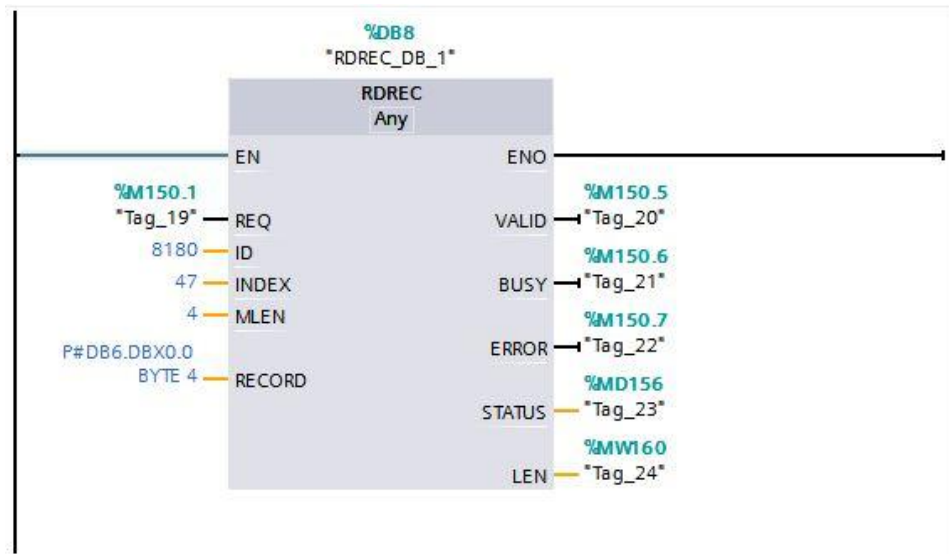 %DB8
"RDREC_DB_1"
RDREC
Any
EN ENO
%M150.1 %M150.5
"Tag_19" REQ VALID "Tag_20"
8180 ID %M150.6
47 INDEX BUSY "Tag_21"
4 MLEN %M150.7
P#DB6.DBX0.0 ERROR "Tag_22"
BYTE 4 RECORD %MD156
STATUS "Tag_23"
%MW160
LEN "Tag_24"